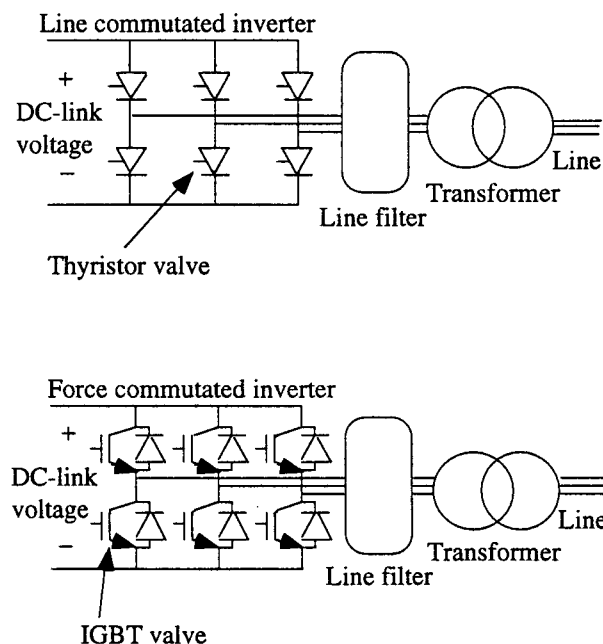 Line commutated inverter
+
DC-link
voltage
−
Line
Transformer
Line filter
Thyristor valve
Force commutated inverter
+
DC-link
voltage
−
Line
Transformer
Line filter
IGBT valve